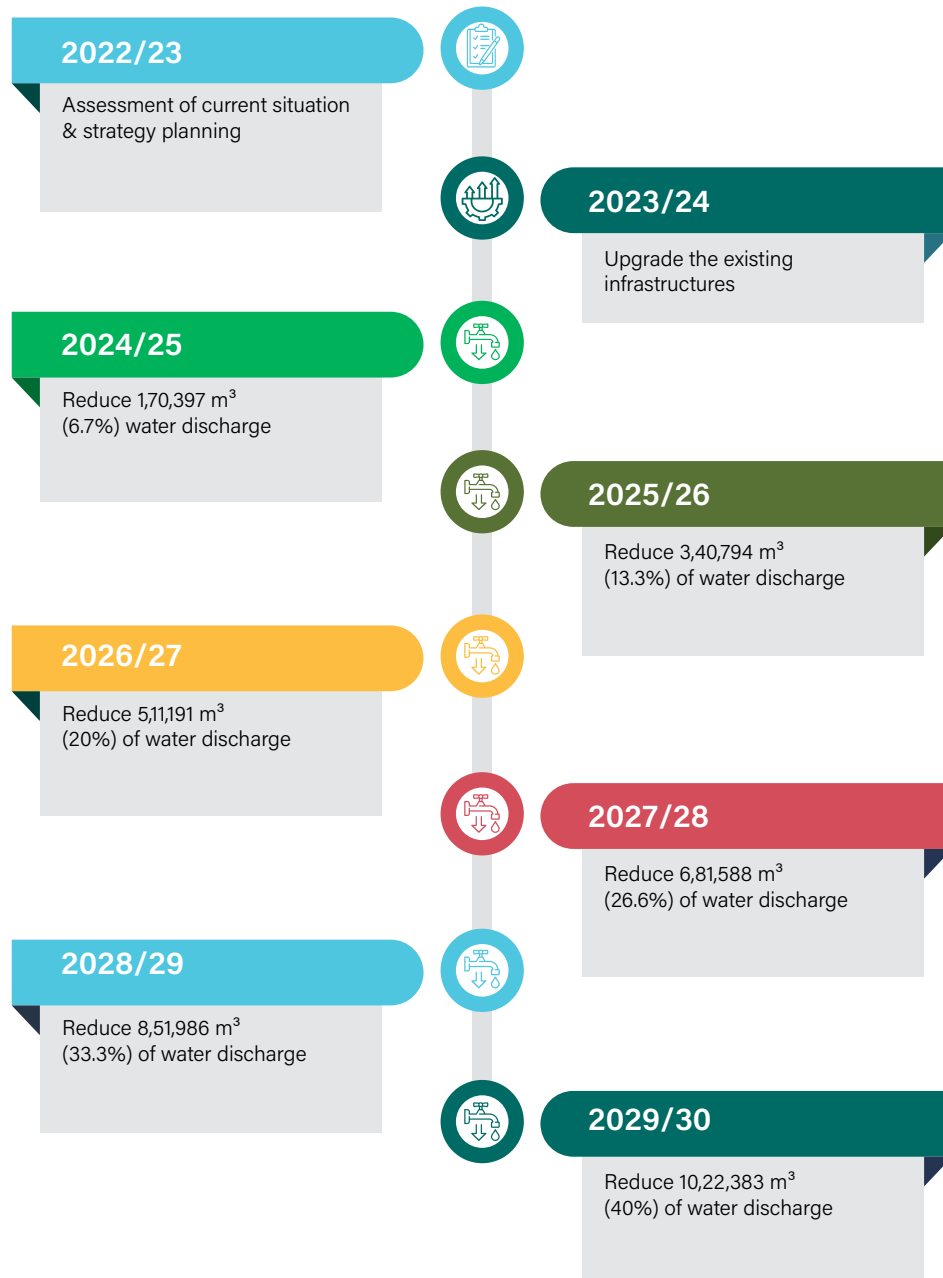 2022/23
Assessment of current situation
& strategy planning
2023/24
Upgrade the existing
infrastructures
2024/25
Reduce 1,70,397 m³
(6.7%) water discharge
2025/26
Reduce 3,40,794 m³
(13.3%) of water discharge
2026/27
Reduce 5,11,191 m³
(20%) of water discharge
2027/28
Reduce 6,81,588 m³
(26.6%) of water discharge
2028/29
Reduce 8,51,986 m³
(33.3%) of water discharge
2029/30
Reduce 10,22,383 m³
(40%) of water discharge